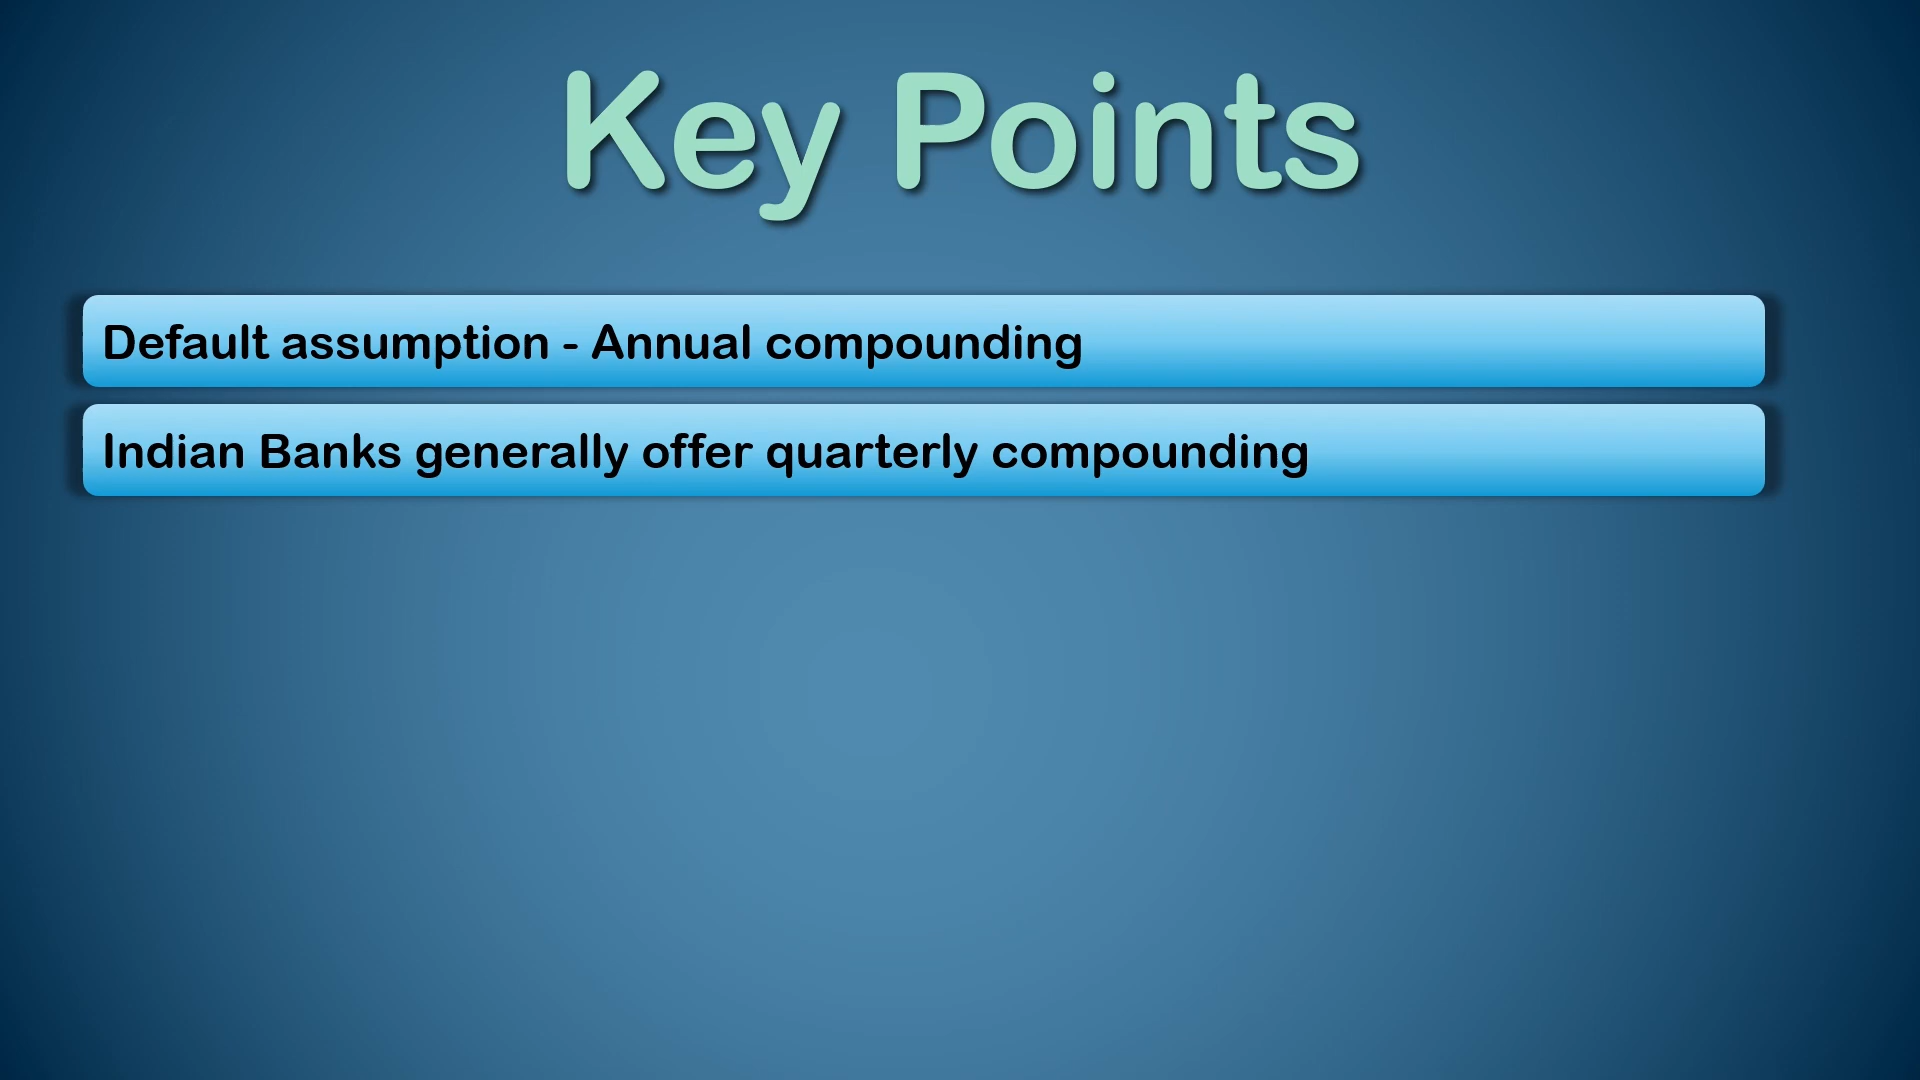 Key Points
Default assumption - Annual compounding
Indian Banks generally offer quarterly compounding